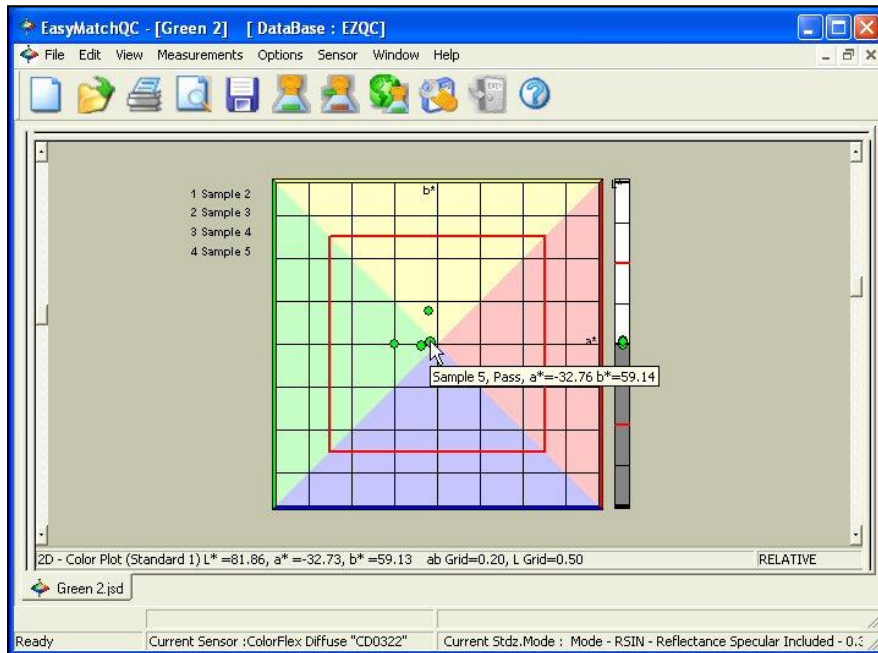 EasyMatchQC - [Green 2] [ DataBase : EZQC]
File Edit View Measurements Options Sensor Window Help
1 Sample 2
2 Sample 3
3 Sample 4
4 Sample 5
b*
L*
a*
Sample 5, Pass, a*=-32.76 b*=59.14
2D - Color Plot (Standard 1) L* =81.86, a* =-32.73, b* =59.13 ab Grid=0.20, L Grid=0.50 RELATIVE
Green 2.jsd
Ready Current Sensor :ColorFlex Diffuse "CD0322" Current Stdz.Mode : Mode - RSIN - Reflectance Specular Included - 0.3